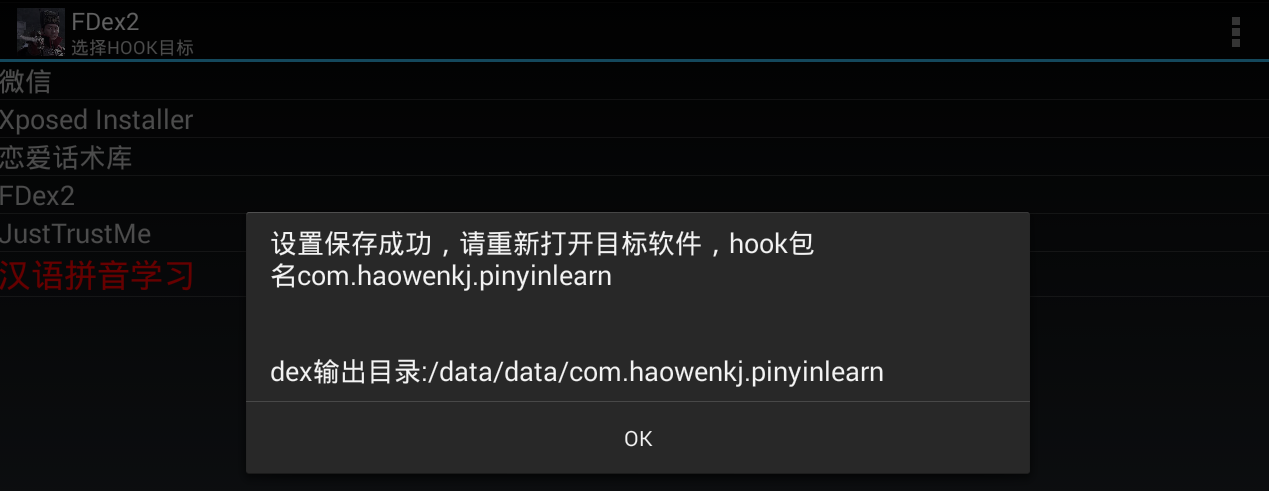 FDex2
选择HOOK目标
微信
Xposed Installer
恋爱话术库
FDex2
JustTrustMe
汉语拼音学习
设置保存成功，请重新打开目标软件，hook包
名com.haowenkj.pinyinlearn
dex输出目录:/data/data/com.haowenkj.pinyinlearn
OK